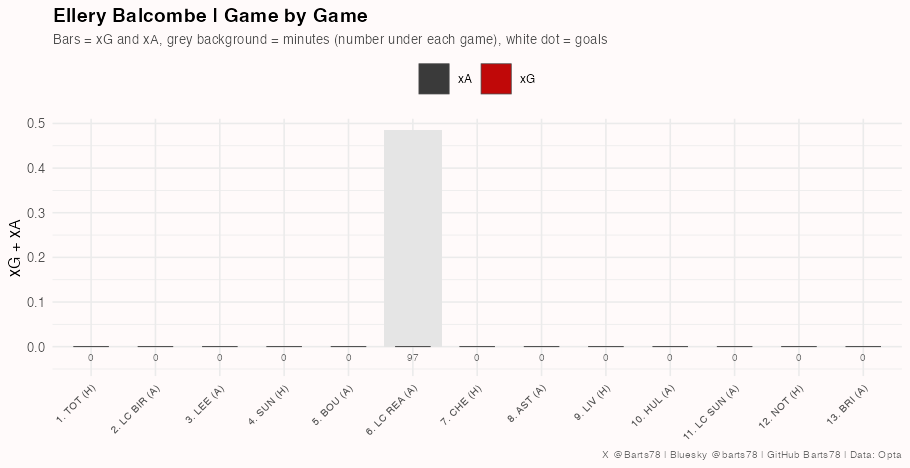 Ellery Balcombe | Game by Game
Bars = xG and xA, grey background = minutes (number under each game), white dot = goals
xA xG
xG + xA
0.5
0.4
0.3
0.2
0.1
0.0
0 0 0 0 0 97 0 0 0 0 0 0 0
1. TOT (H)
2. LC BIR (A)
3. LEE (A)
4. SUN (H)
5. BOU (A)
6. LC REA (A)
7. CHE (H)
8. AST (A)
9. LIV (H)
10. HUL (A)
11. LC SUN (A)
12. NOT (H)
13. BRI (A)
X @Barts78 | Bluesky @barts78 | GitHub Barts78 | Data: Opta